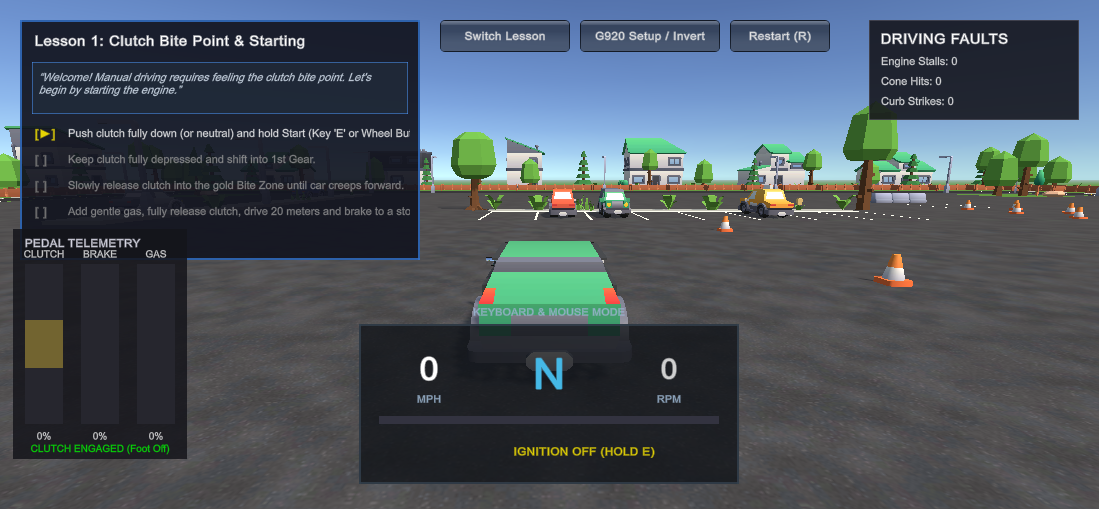 Lesson 1: Clutch Bite Point & Starting
"Welcome! Manual driving requires feeling the clutch bite point. Let's
begin by starting the engine."
[▶] Push clutch fully down (or neutral) and hold Start (Key 'E' or Wheel But
[ ] Keep clutch fully depressed and shift into 1st Gear.
[ ] Slowly release clutch into the gold Bite Zone until car creeps forward.
[ ] Add gentle gas, fully release clutch, drive 20 meters and brake to a sto
Switch Lesson
G920 Setup / Invert
Restart (R)
DRIVING FAULTS
Engine Stalls: 0
Cone Hits: 0
Curb Strikes: 0
PEDAL TELEMETRY
CLUTCH BRAKE GAS
0% 0% 0%
CLUTCH ENGAGED (Foot Off)
KEYBOARD & MOUSE MODE
0 N 0
MPH RPM
IGNITION OFF (HOLD E)